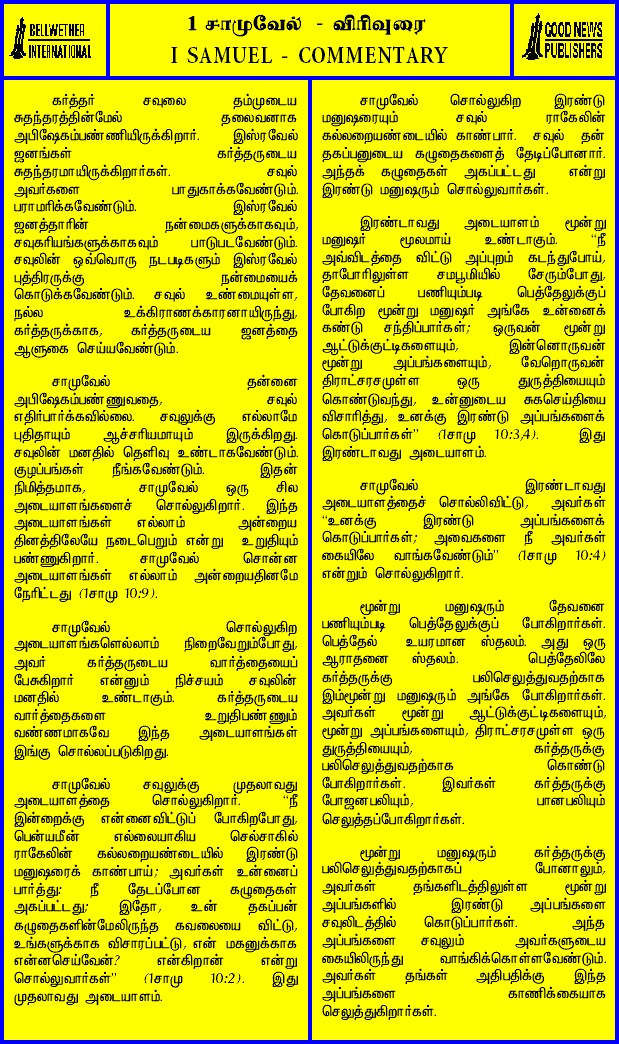 BELLWETHER
INTERNATIONAL
1 சாமுவேல் - விரிவுரை
I SAMUEL - COMMENTARY
GOOD NEWS
PUBLISHERS
கர்த்தர் சவுலை தம்முடைய
சுதந்தரத்தின்மேல் தலைவனாக
அபிஷேகம்பண்ணியிருக்கிறார். இஸ்ரவேல்
ஜனங்கள் கர்த்தருடைய
சுதந்தரமாயிருக்கிறார்கள். சவுல்
அவர்களை பாதுகாக்கவேண்டும்.
பராமரிக்கவேண்டும். இஸ்ரவேல்
ஜனத்தாரின் நன்மைகளுக்காகவும்,
சவுகரியங்களுக்காகவும் பாடுபடவேண்டும்.
சவுலின் ஒவ்வொரு நடபடிகளும் இஸ்ரவேல்
புத்திரருக்கு நன்மையைக்
கொடுக்கவேண்டும். சவுல் உண்மையுள்ள,
நல்ல உக்கிராணக்காரனாயிருந்து,
கர்த்தருக்காக, கர்த்தருடைய ஜனத்தை
ஆளுகை செய்யவேண்டும்.
சாமுவேல் தன்னை
அபிஷேகம்பண்ணுவதை, சவுல்
எதிர்பார்க்கவில்லை. சவுலுக்கு எல்லாமே
புதிதாயும் ஆச்சரியமாயும் இருக்கிறது.
சவுலின் மனதில் தெளிவு உண்டாகவேண்டும்.
குழப்பங்கள் நீங்கவேண்டும். இதன்
நிமித்தமாக, சாமுவேல் ஒரு சில
அடையாளங்களைச் சொல்லுகிறார். இந்த
அடையாளங்கள் எல்லாம் அன்றைய
தினத்திலேயே நடைபெறும் என்று உறுதியும்
பண்ணுகிறார். சாமுவேல் சொன்ன
அடையாளங்கள் எல்லாம் அன்றையதினமே
நேரிட்டது (1சாமு 10:9).
சாமுவேல் சொல்லுகிற
அடையாளங்களெல்லாம் நிறைவேறும்போது,
அவர் கர்த்தருடைய வார்த்தையைப்
பேசுகிறார் என்னும் நிச்சயம் சவுலின்
மனதில் உண்டாகும். கர்த்தருடைய
வார்த்தைகளை உறுதிபண்ணும்
வண்ணமாகவே இந்த அடையாளங்கள்
இங்கு சொல்லப்படுகிறது.
சாமுவேல் சவுலுக்கு முதலாவது
அடையாளத்தை சொல்லுகிறார். “நீ
இன்றைக்கு என்னைவிட்டுப் போகிறபோது,
பென்யமீன் எல்லையாகிய செல்சாகில்
ராகேலின் கல்லறையண்டையில் இரண்டு
மனுஷரைக் காண்பாய்; அவர்கள் உன்னைப்
பார்த்து: நீ தேடப்போன கழுதைகள்
அகப்பட்டது; இதோ, உன் தகப்பன்
கழுதைகளின்மேலிருந்த கவலையை விட்டு,
உங்களுக்காக விசாரப்பட்டு, என் மகனுக்காக
என்னசெய்வேன்? என்கிறான் என்று
சொல்லுவார்கள்” (1சாமு 10:2). இது
முதலாவது அடையாளம்.
சாமுவேல் சொல்லுகிற இரண்டு
மனுஷரையும் சவுல் ராகேலின்
கல்லறையண்டையில் காண்பார். சவுல் தன்
தகப்பனுடைய கழுதைகளைத் தேடிப்போனார்.
அந்தக் கழுதைகள் அகப்பட்டது என்று
இரண்டு மனுஷரும் சொல்லுவார்கள்.
இரண்டாவது அடையாளம் மூன்று
மனுஷர் மூலமாய் உண்டாகும். “நீ
அவ்விடத்தை விட்டு அப்புறம் கடந்துபோய்,
தாபோரிலுள்ள சமபூமியில் சேரும்போது,
தேவனைப் பணியும்படி பெத்தேலுக்குப்
போகிற மூன்று மனுஷர் அங்கே உன்னைக்
கண்டு சந்திப்பார்கள்; ஒருவன் மூன்று
ஆட்டுக்குட்டிகளையும், இன்னொருவன்
மூன்று அப்பங்களையும், வேறொருவன்
திராட்சரசமுள்ள ஒரு துருத்தியையும்
கொண்டுவந்து, உன்னுடைய சுகசெய்தியை
விசாரித்து, உனக்கு இரண்டு அப்பங்களைக்
கொடுப்பார்கள்” (1சாமு 10:3,4). இது
இரண்டாவது அடையாளம்.
சாமுவேல் இரண்டாவது
அடையாளத்தைச் சொல்லிவிட்டு, அவர்கள்
“உனக்கு இரண்டு அப்பங்களைக்
கொடுப்பார்கள்; அவைகளை நீ அவர்கள்
கையிலே வாங்கவேண்டும்” (1சாமு 10:4)
என்றும் சொல்லுகிறார்.
மூன்று மனுஷரும் தேவனை
பணியும்படி பெத்தேலுக்குப் போகிறார்கள்.
பெத்தேல் உயரமான ஸ்தலம். அது ஒரு
ஆராதனை ஸ்தலம். பெத்தேலிலே
கர்த்தருக்கு பலிசெலுத்துவதற்காக
இம்மூன்று மனுஷரும் அங்கே போகிறார்கள்.
அவர்கள் மூன்று ஆட்டுக்குட்டிகளையும்,
மூன்று அப்பங்களையும், திராட்சரசமுள்ள ஒரு
துருத்தியையும், கர்த்தருக்கு
பலிசெலுத்துவதற்காக கொண்டு
போகிறார்கள். இவர்கள் கர்த்தருக்கு
போஜனபலியும், பானபலியும்
செலுத்தப்போகிறார்கள்.
மூன்று மனுஷரும் கர்த்தருக்கு
பலிசெலுத்துவதற்காகப் போனாலும்,
அவர்கள் தங்களிடத்திலுள்ள மூன்று
அப்பங்களில் இரண்டு அப்பங்களை
சவுலிடத்தில் கொடுப்பார்கள். அந்த
அப்பங்களை சவுலும் அவர்களுடைய
கையிலிருந்து வாங்கிக்கொள்ளவேண்டும்.
அவர்கள் தங்கள் அதிபதிக்கு இந்த
அப்பங்களை காணிக்கையாக
செலுத்துகிறார்கள்.